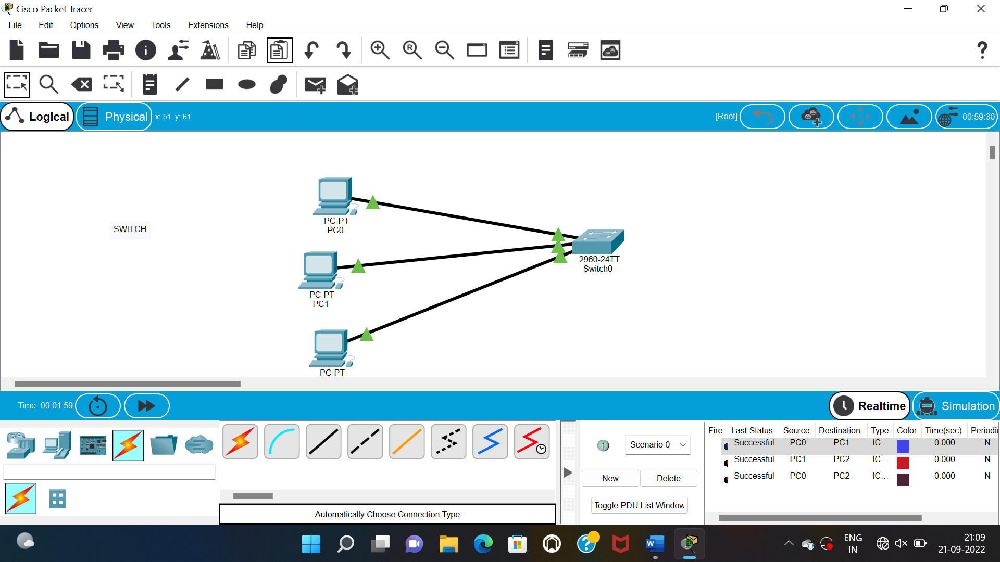 Cisco Packet Tracer
File Edit Options View Tools Extensions Help
Logical Physical x: 51, y: 61 [Root] 00:59:30
PC-PT
PC0
SWITCH
2960-24TT
Switch0
PC-PT
PC1
PC-PT
Time: 00:01:59 Realtime Simulation
Fire Last Status Source Destination Type Color Time(sec) Periodi
Successful PC0 PC1 IC... 0.000 N
Successful PC1 PC2 IC... 0.000 N
Successful PC0 PC2 IC... 0.000 N
Scenario 0
New Delete
Toggle PDU List Window
Automatically Choose Connection Type
ENG
IN
21:09
21-09-2022